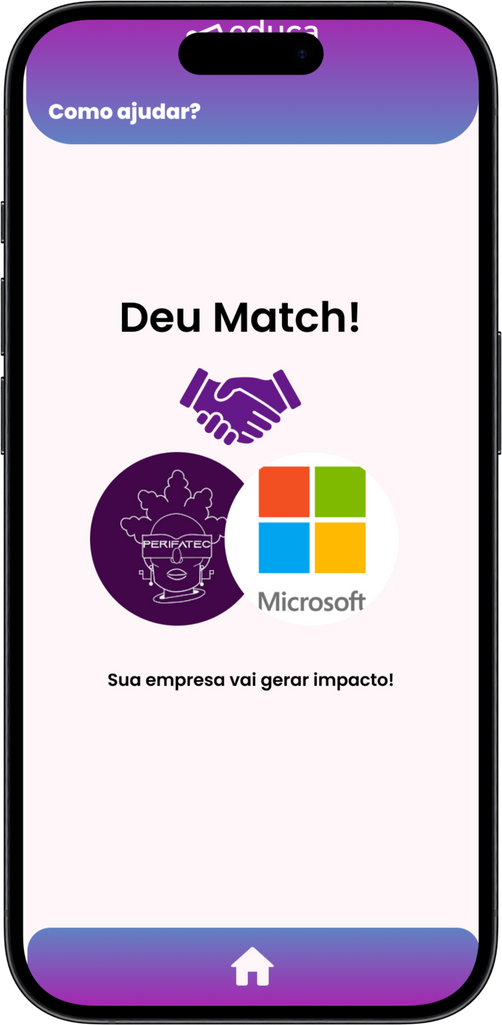 educa
Como ajudar?
Deu Match!
PERIFATEC
Microsoft
Sua empresa vai gerar impacto!